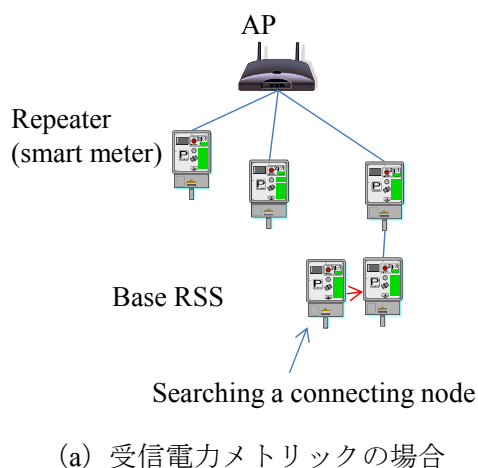 AP
Repeater
(smart meter)
Base RSS
Searching a connecting node
(a) 受信電力メトリックの場合